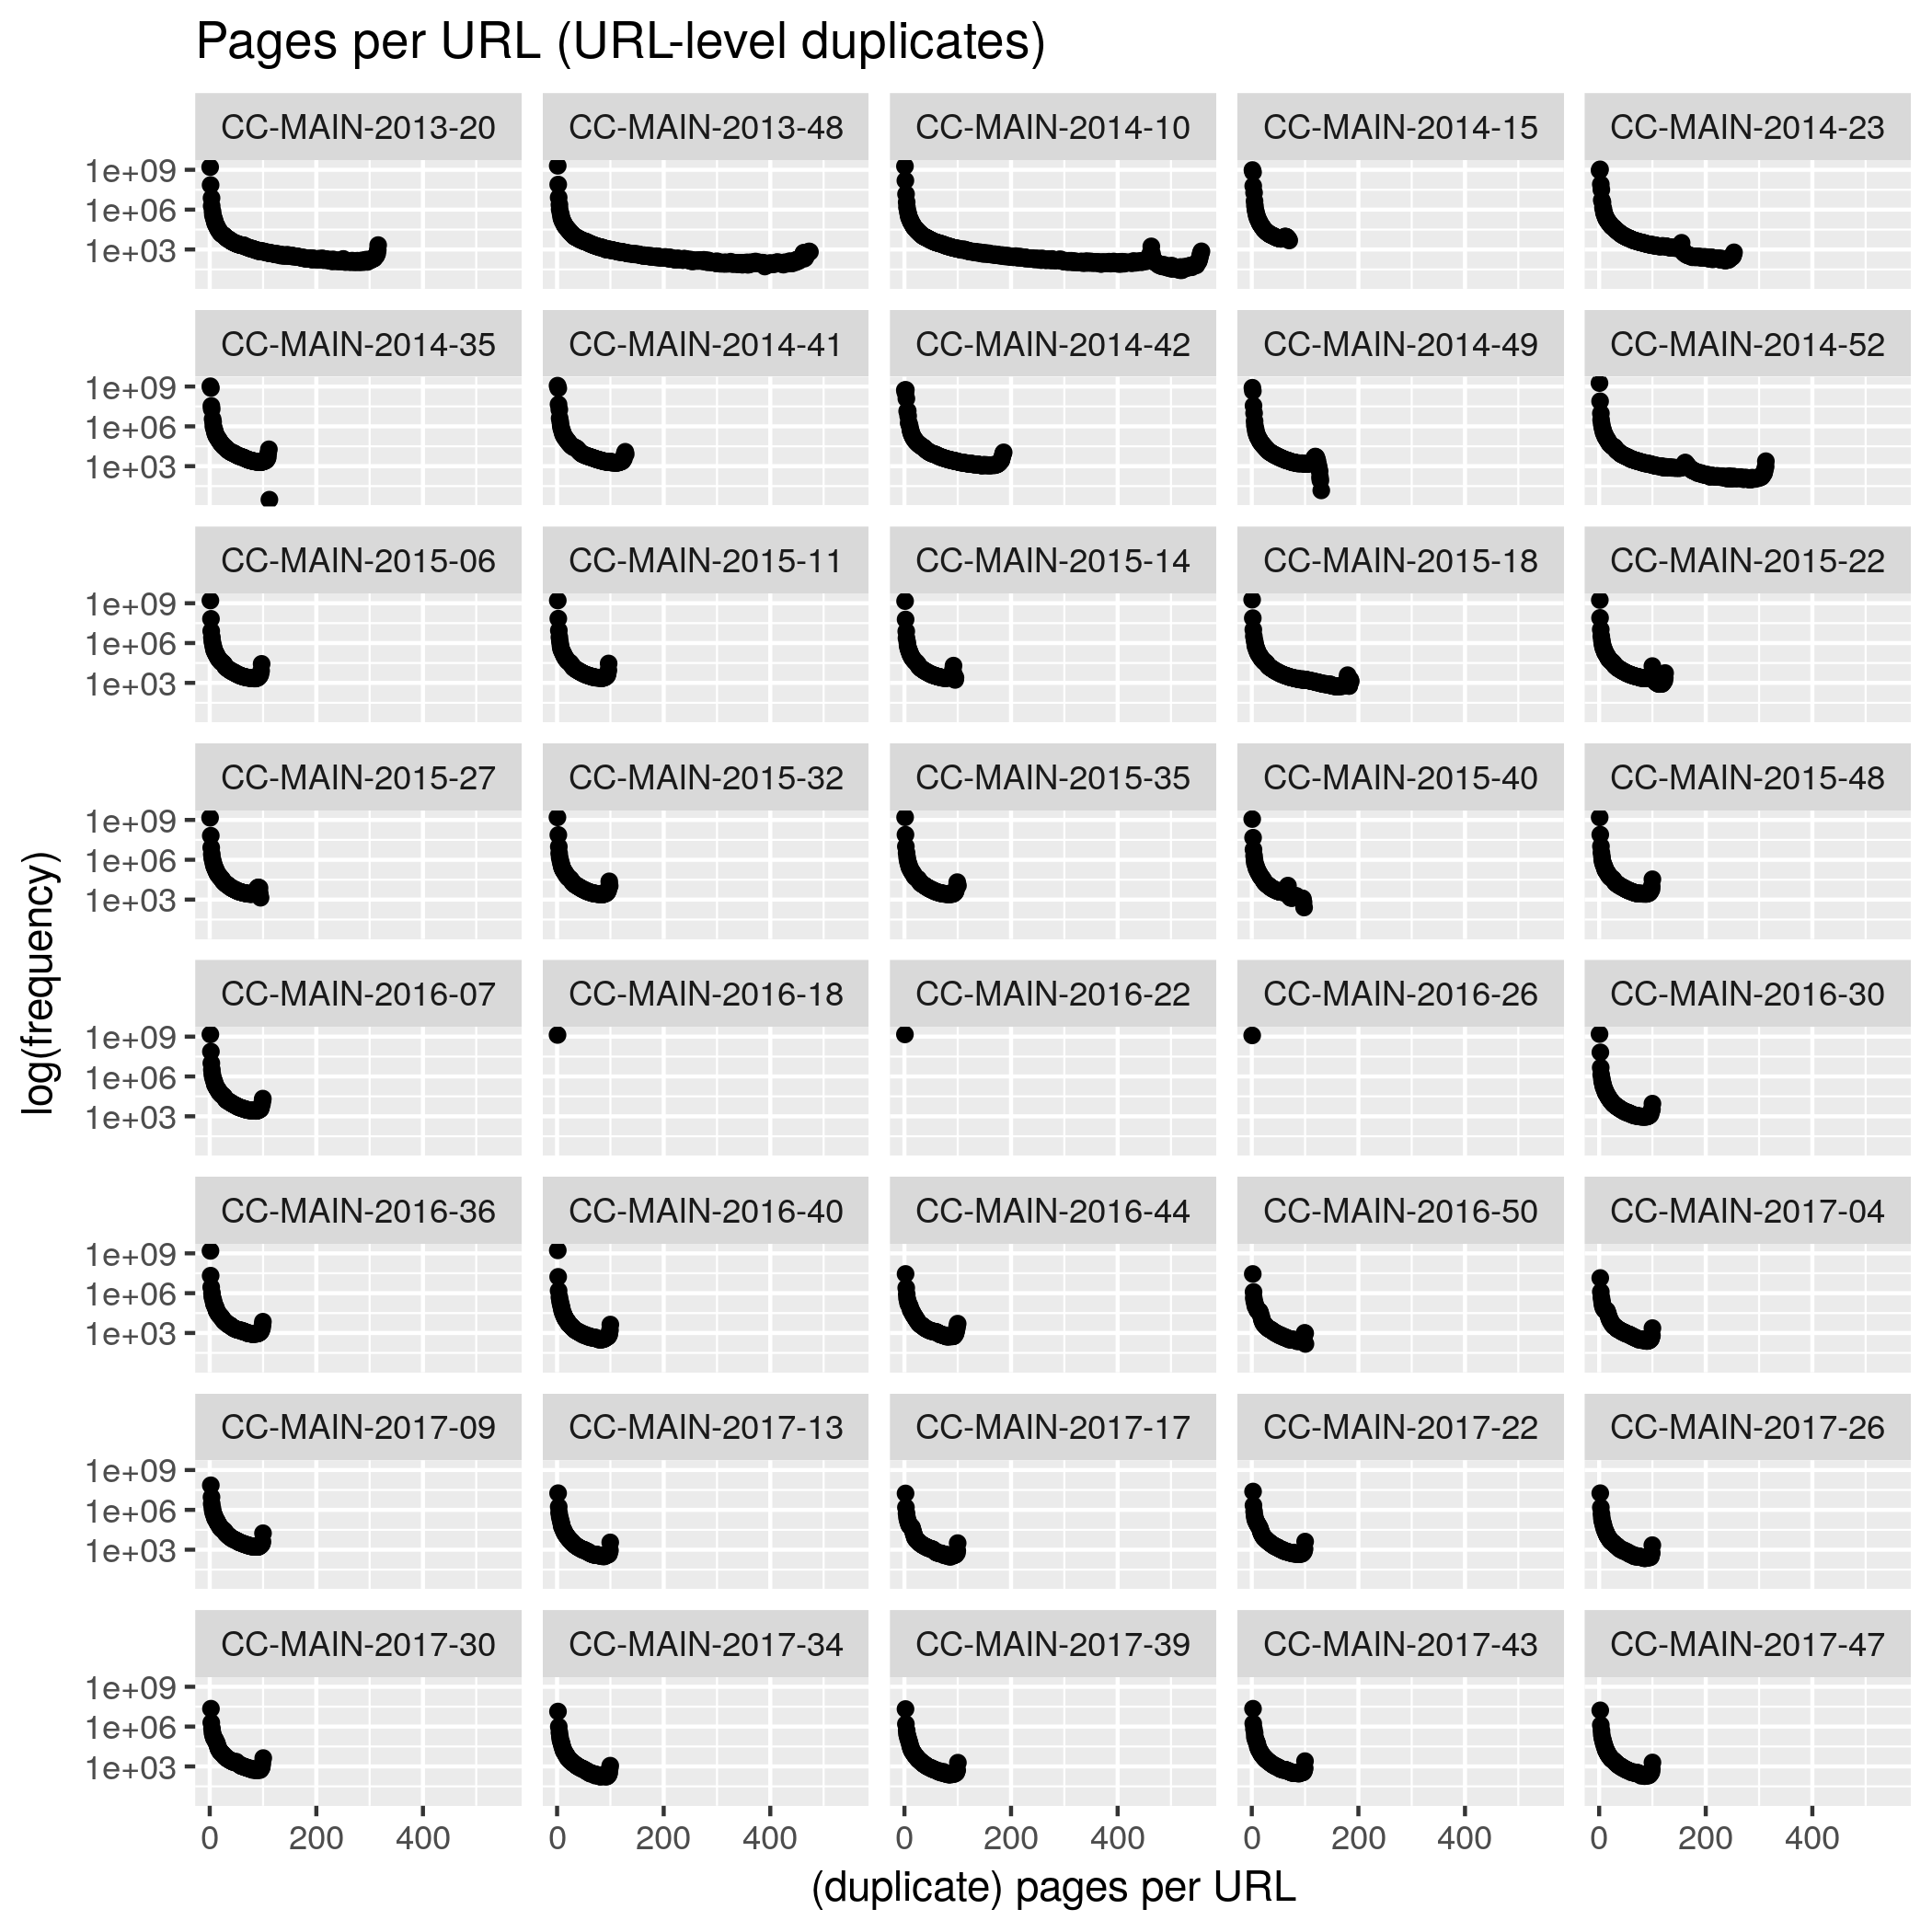 Pages per URL (URL-level duplicates)
CC-MAIN-2013-20 CC-MAIN-2013-48 CC-MAIN-2014-10 CC-MAIN-2014-15 CC-MAIN-2014-23
1e+09
1e+06
1e+03
CC-MAIN-2014-35 CC-MAIN-2014-41 CC-MAIN-2014-42 CC-MAIN-2014-49 CC-MAIN-2014-52
1e+09
1e+06
1e+03
CC-MAIN-2015-06 CC-MAIN-2015-11 CC-MAIN-2015-14 CC-MAIN-2015-18 CC-MAIN-2015-22
1e+09
1e+06
1e+03
CC-MAIN-2015-27 CC-MAIN-2015-32 CC-MAIN-2015-35 CC-MAIN-2015-40 CC-MAIN-2015-48
1e+09
1e+06
1e+03
log(frequency)
CC-MAIN-2016-07 CC-MAIN-2016-18 CC-MAIN-2016-22 CC-MAIN-2016-26 CC-MAIN-2016-30
1e+09
1e+06
1e+03
CC-MAIN-2016-36 CC-MAIN-2016-40 CC-MAIN-2016-44 CC-MAIN-2016-50 CC-MAIN-2017-04
1e+09
1e+06
1e+03
CC-MAIN-2017-09 CC-MAIN-2017-13 CC-MAIN-2017-17 CC-MAIN-2017-22 CC-MAIN-2017-26
1e+09
1e+06
1e+03
CC-MAIN-2017-30 CC-MAIN-2017-34 CC-MAIN-2017-39 CC-MAIN-2017-43 CC-MAIN-2017-47
1e+09
1e+06
1e+03
0 200 400 0 200 400 0 200 400 0 200 400 0 200 400
(duplicate) pages per URL